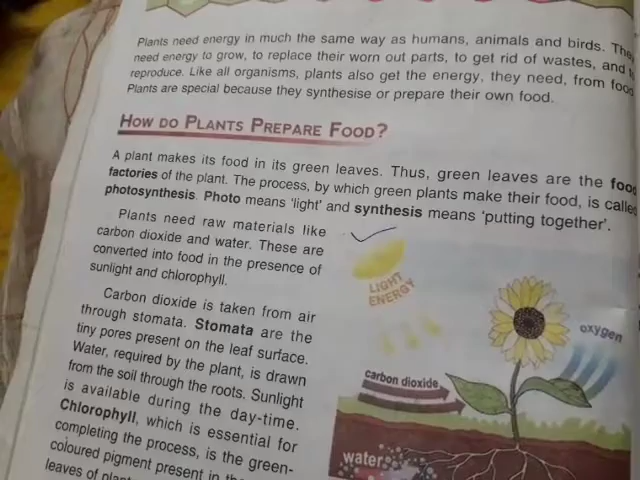 Plants need energy in much the same way as humans, animals and birds. They
need energy to grow, to replace their worn out parts, to get rid of wastes, and
reproduce. Like all organisms, plants also get the energy, they need, from food.
Plants are special because they synthesise or prepare their own food.
HOW DO PLANTS PREPARE FOOD?
A plant makes its food in its green leaves. Thus, green leaves are the food
factories of the plant. The process, by which green plants make their food, is called
photosynthesis. Photo means 'light' and synthesis means 'putting together'.
Plants need raw materials like
carbon dioxide and water. These are
converted into food in the presence of
sunlight and chlorophyll.
Carbon dioxide is taken from air
through stomata. Stomata are the
tiny pores present on the leaf surface.
Water, required by the plant, is drawn
from the soil through the roots. Sunlight
is available during the day-time.
Chlorophyll, which is essential for
completing the process, is the green-
coloured pigment present in the
leaves of
LIGHT
ENERGY
oxygen
carbon dioxide
water